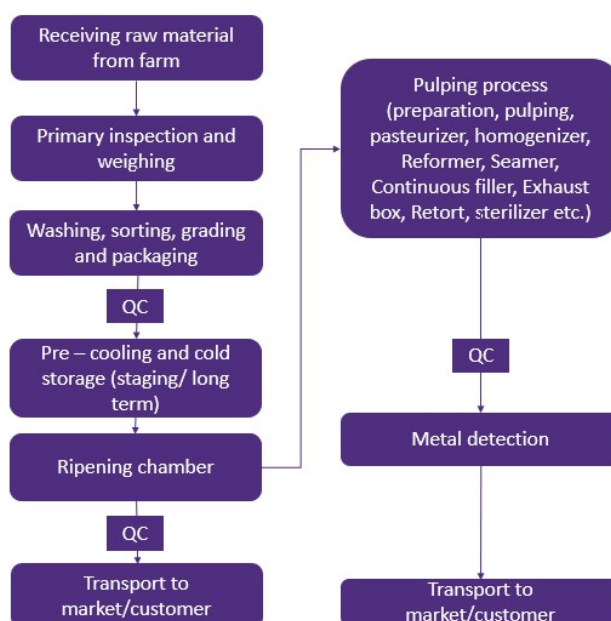 Receiving raw material
from farm
Primary inspection and
weighing
Washing, sorting, grading
and packaging
QC
Pre – cooling and cold
storage (staging/ long
term)
Ripening chamber
QC
Transport to
market/customer
Pulping process
(preparation, pulping,
pasteurizer, homogenizer,
Reformer, Seamer,
Continuous filler, Exhaust
box, Retort, sterilizer etc.)
QC
Metal detection
Transport to
market/customer